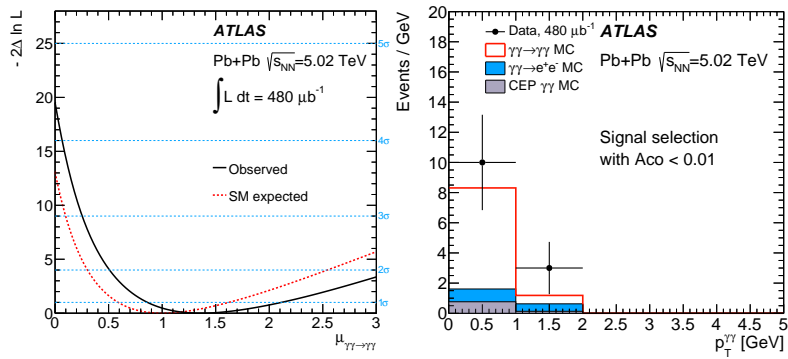 - 2Δ ln L
25
20
15
10
5
0
0 0.5 1 1.5 2 2.5 3
μγγ→γγ
ATLAS
Pb+Pb √sNN=5.02 TeV
∫L dt = 480 μb-1
Observed
SM expected
5σ
4σ
3σ
2σ
1σ
Events / GeV
20
18
16
14
12
10
8
6
4
2
0
0 0.5 1 1.5 2 2.5 3 3.5 4 4.5 5
pTγγ [GeV]
Data, 480 μb-1
γγ→γγ MC
γγ→e+e- MC
CEP γγ MC
ATLAS
Pb+Pb √sNN=5.02 TeV
Signal selection
with Aco < 0.01